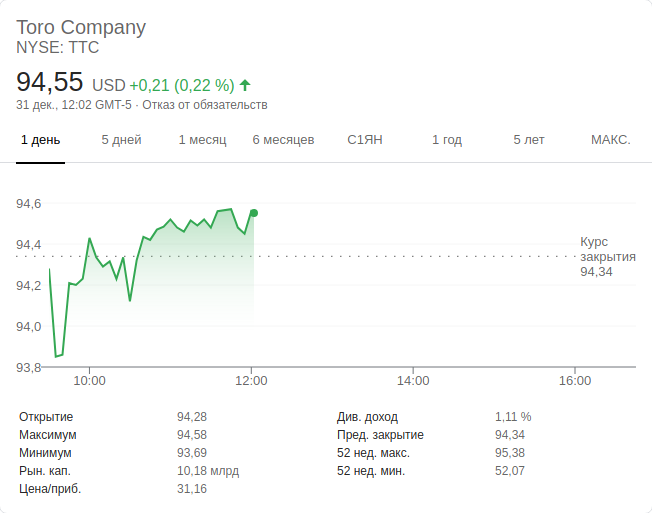 Toro Company
NYSE: TTC
94,55 USD +0,21 (0,22 %)
31 дек., 12:02 GMT-5 · Отказ от обязательств
1 день 5 дней 1 месяц 6 месяцев С1ЯН 1 год 5 лет МАКС.
94,6
94,4
94,2
94,0
93,8
Курс
закрытия
94,34
10:00 12:00 14:00 16:00
Открытие 94,28 Див. доход 1,11 %
Максимум 94,58 Пред. закрытие 94,34
Минимум 93,69 52 нед. макс. 95,38
Рын. кап. 10,18 млрд 52 нед. мин. 52,07
Цена/приб. 31,16